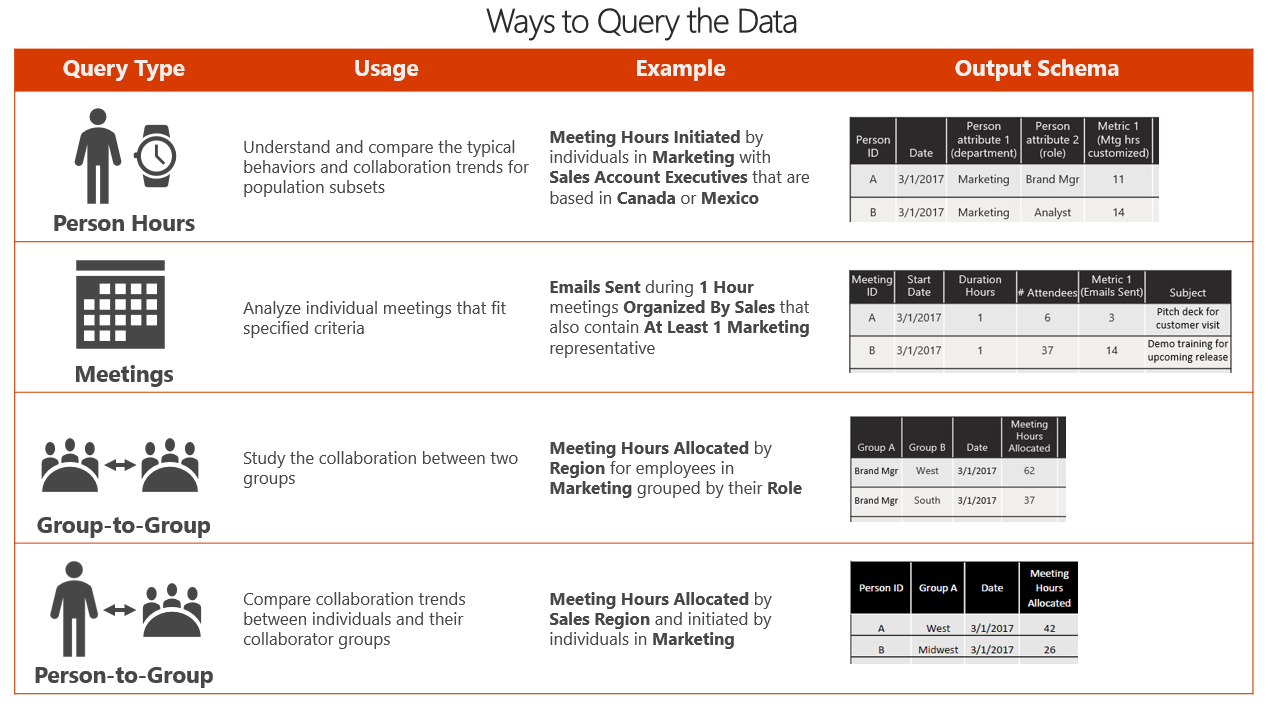 Ways to Query the Data
Query Type Usage Example Output Schema
Person Hours
Understand and compare the typical
behaviors and collaboration trends for
population subsets
Meeting Hours Initiated by
individuals in Marketing with
Sales Account Executives that are
based in Canada or Mexico
Person
ID
Date
Person
attribute 1
(department)
Person
attribute 2
(role)
Metric 1
(Mtg hrs
customized)
A 3/1/2017 Marketing Brand Mgr 11
B 3/1/2017 Marketing Analyst 14
Meetings
Analyze individual meetings that fit
specified criteria
Emails Sent during 1 Hour
meetings Organized By Sales that
also contain At Least 1 Marketing
representative
Meeting
ID
Start
Date
Duration
Hours
# Attendees
Metric 1
(Emails Sent)
Subject
A 3/1/2017 1 6 3
Pitch deck for
customer visit
B 3/1/2017 1 37 14
Demo training for
upcoming release
Group-to-Group
Study the collaboration between two
groups
Meeting Hours Allocated by
Region for employees in
Marketing grouped by their Role
Group A
Group B
Date
Meeting
Hours
Allocated
Brand Mgr West 3/1/2017 62
Brand Mgr South 3/1/2017 37
Person-to-Group
Compare collaboration trends
between individuals and their
collaborator groups
Meeting Hours Allocated by
Sales Region and initiated by
individuals in Marketing
Person ID
Group A
Date
Meeting
Hours
Allocated
A West 3/1/2017 42
B Midwest 3/1/2017 26